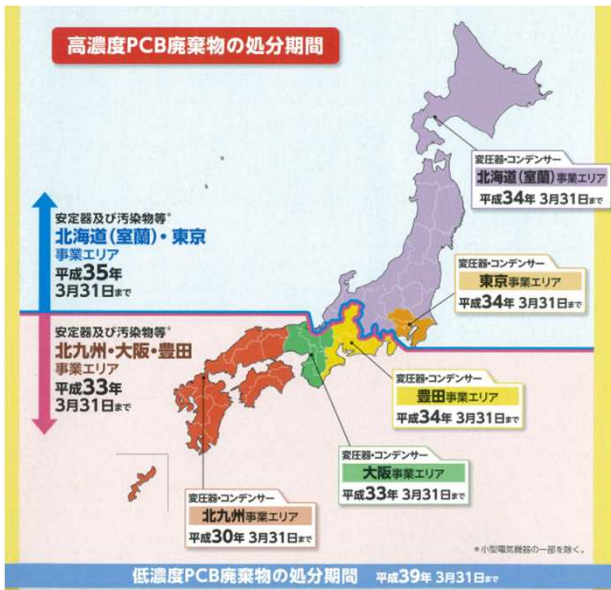 高濃度PCB廃棄物の処分期間
変圧器・コンデンサー
北海道(室蘭)事業エリア
平成34年 3月31日まで
安定器及び汚染物等*
北海道(室蘭)・東京
事業エリア
平成35年
3月31日まで
変圧器・コンデンサー
東京事業エリア
平成34年 3月31日まで
安定器及び汚染物等*
北九州・大阪・豊田
事業エリア
平成33年
3月31日まで
変圧器・コンデンサー
豊田事業エリア
平成34年 3月31日まで
変圧器・コンデンサー
大阪事業エリア
平成33年 3月31日まで
変圧器・コンデンサー
北九州事業エリア
平成30年 3月31日まで
*小型電気機器の一部を除く。
低濃度PCB廃棄物の処分期間 平成39年 3月31日まで